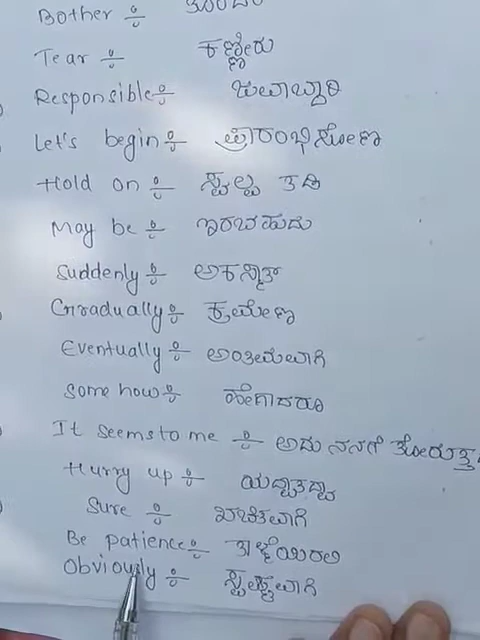 Bother ÷
Tear ÷ ಕಣ್ಣೀರು
Responsible ÷ ಜವಾಬ್ದಾರಿ
Let's begin ÷ ಪ್ರಾರಂಭಿಸೋಣ
Hold on ÷ ಸ್ವಲ್ಪ ತಡಿ
May be ÷ ಇರಬಹುದು
Suddenly ÷ ಅಕಸ್ಮಾತ್
Gradually ÷ ಕ್ರಮೇಣ
Eventually ÷ ಅಂತಿಮವಾಗಿ
Some how ÷ ಹೇಗಾದರೂ
It seems to me ÷ ಅದು ನನಗೆ ತೋರುತ್ತ
Hurry up ÷ ಯದ್ವಾತದ್ವಾ
Sure ÷ ಖಚಿತವಾಗಿ
Be patience ÷ ತಾಳ್ಮೆಯಿರಲಿ
Obviously ÷ ಸ್ಪಷ್ಟವಾಗಿ